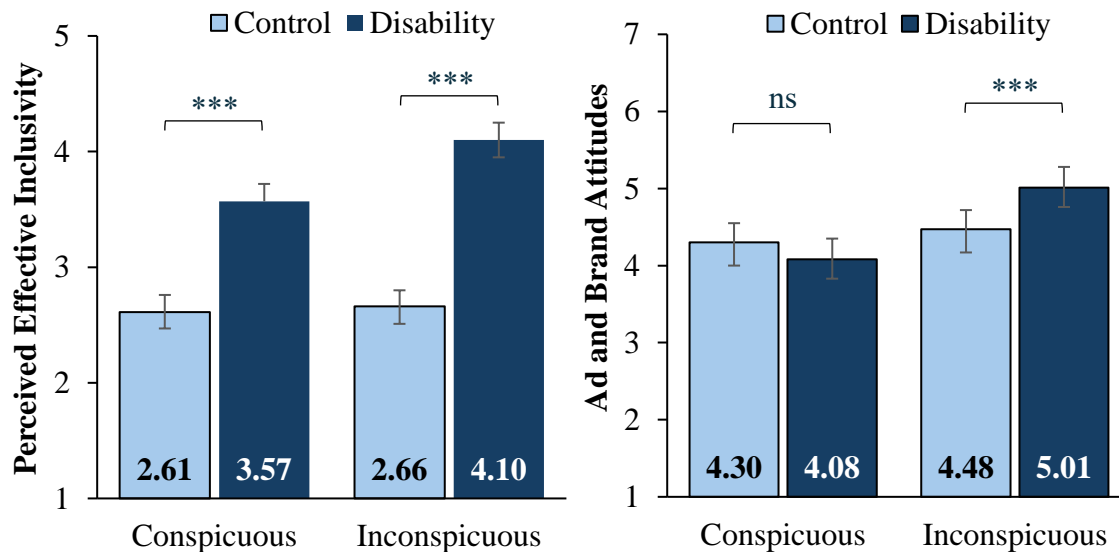 Control Disability
Perceived Effective Inclusivity
5
4
3
2
1
***
***
2.61 3.57 2.66 4.10
Conspicuous Inconspicuous
Control Disability
Ad and Brand Attitudes
7
6
5
4
3
2
1
ns
***
4.30 4.08 4.48 5.01
Conspicuous Inconspicuous